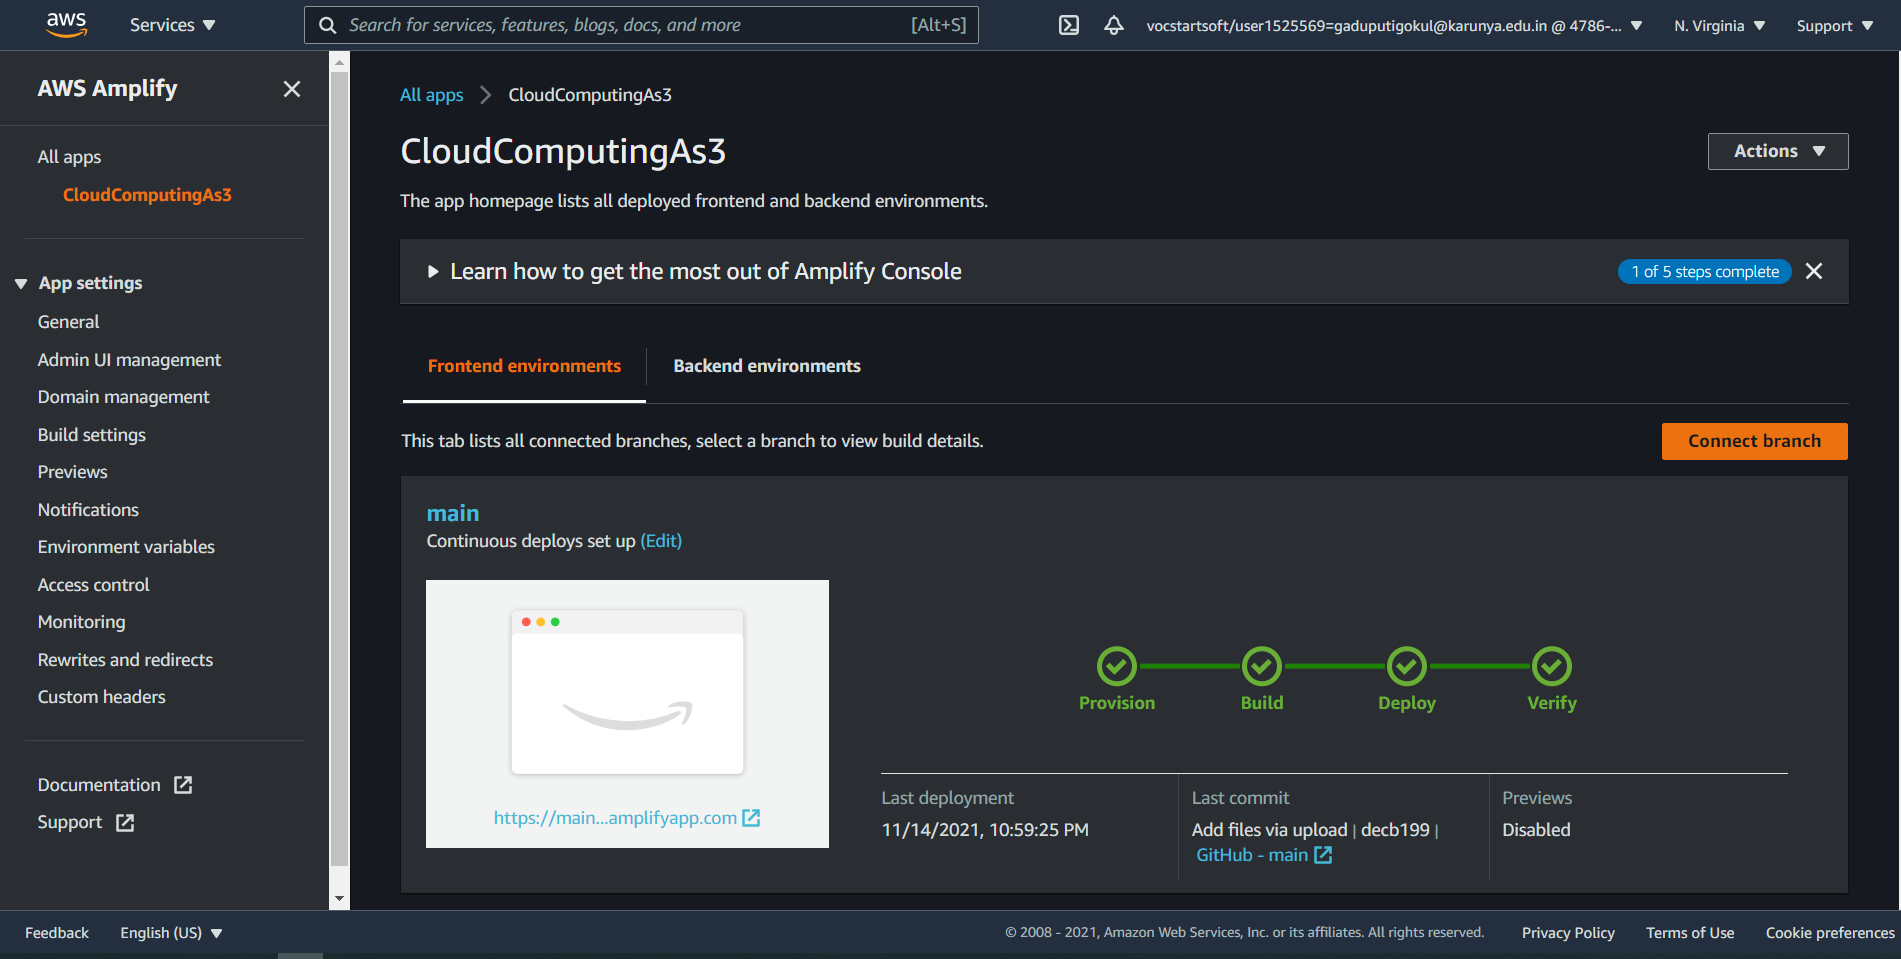 aws
Services
Search for services, features, blogs, docs, and more
[Alt+S]
vocstartsoft/user1525569=gaduputigokul@karunya.edu.in @ 4786-...
N. Virginia
Support
AWS Amplify
All apps
CloudComputingAs3
App settings
General
Admin UI management
Domain management
Build settings
Previews
Notifications
Environment variables
Access control
Monitoring
Rewrites and redirects
Custom headers
Documentation
Support
All apps
CloudComputingAs3
CloudComputingAs3
Actions
The app homepage lists all deployed frontend and backend environments.
Learn how to get the most out of Amplify Console
1 of 5 steps complete
Frontend environments
Backend environments
This tab lists all connected branches, select a branch to view build details.
Connect branch
main
Continuous deploys set up (Edit)
https://main...amplifyapp.com
Provision
Build
Deploy
Verify
Last deployment
11/14/2021, 10:59:25 PM
Last commit
Add files via upload | decb199 |
GitHub - main
Previews
Disabled
Feedback
English (US)
© 2008 - 2021, Amazon Web Services, Inc. or its affiliates. All rights reserved.
Privacy Policy
Terms of Use
Cookie preferences